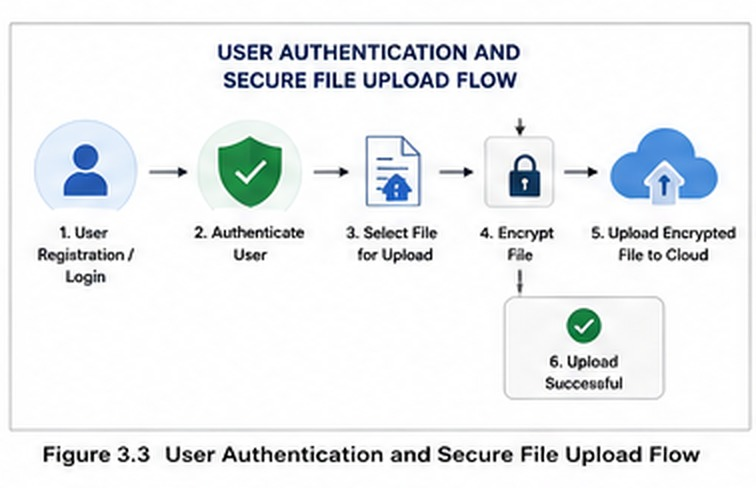 USER AUTHENTICATION AND
SECURE FILE UPLOAD FLOW
1. User
Registration /
Login
2. Authenticate
User
3. Select File
for Upload
4. Encrypt
File
5. Upload Encrypted
File to Cloud
6. Upload
Successful
Figure 3.3 User Authentication and Secure File Upload Flow